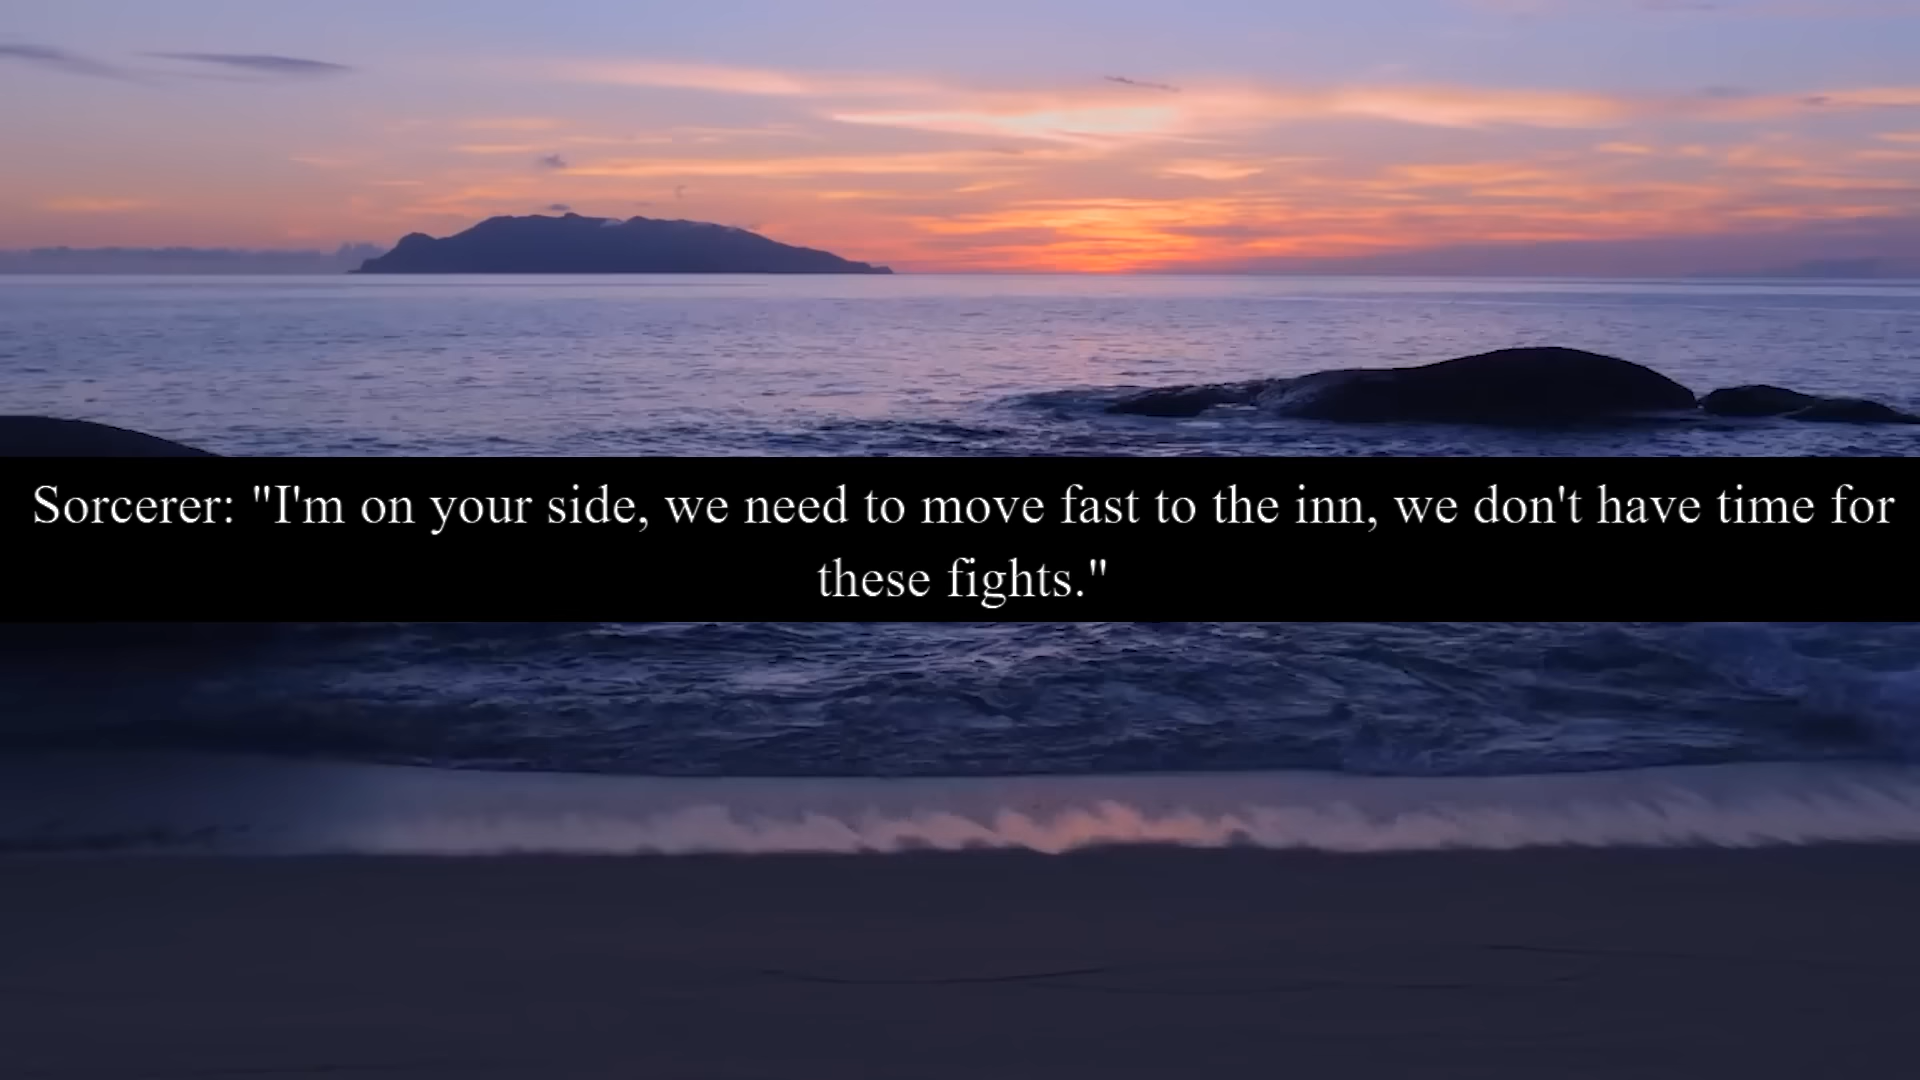 Sorcerer: "I'm on your side, we need to move fast to the inn, we don't have time for
these fights."